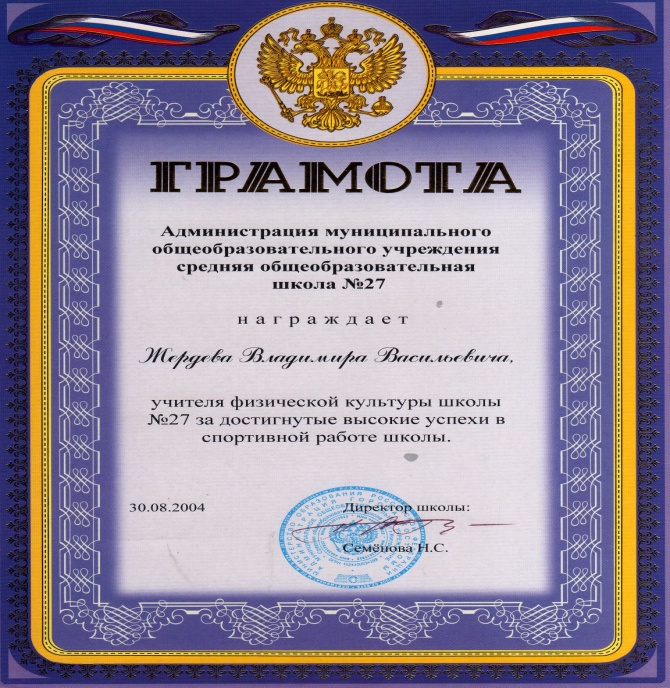 ГРАМОТА
Администрация муниципального
общеобразовательного учреждения
средняя общеобразовательная
школа №27
награждает
Жердева Владимира Васильевича,
учителя физической культуры школы
№27 за достигнутые высокие успехи в
спортивной работе школы.
30.08.2004
Директор школы:
Семёнова Н.С.